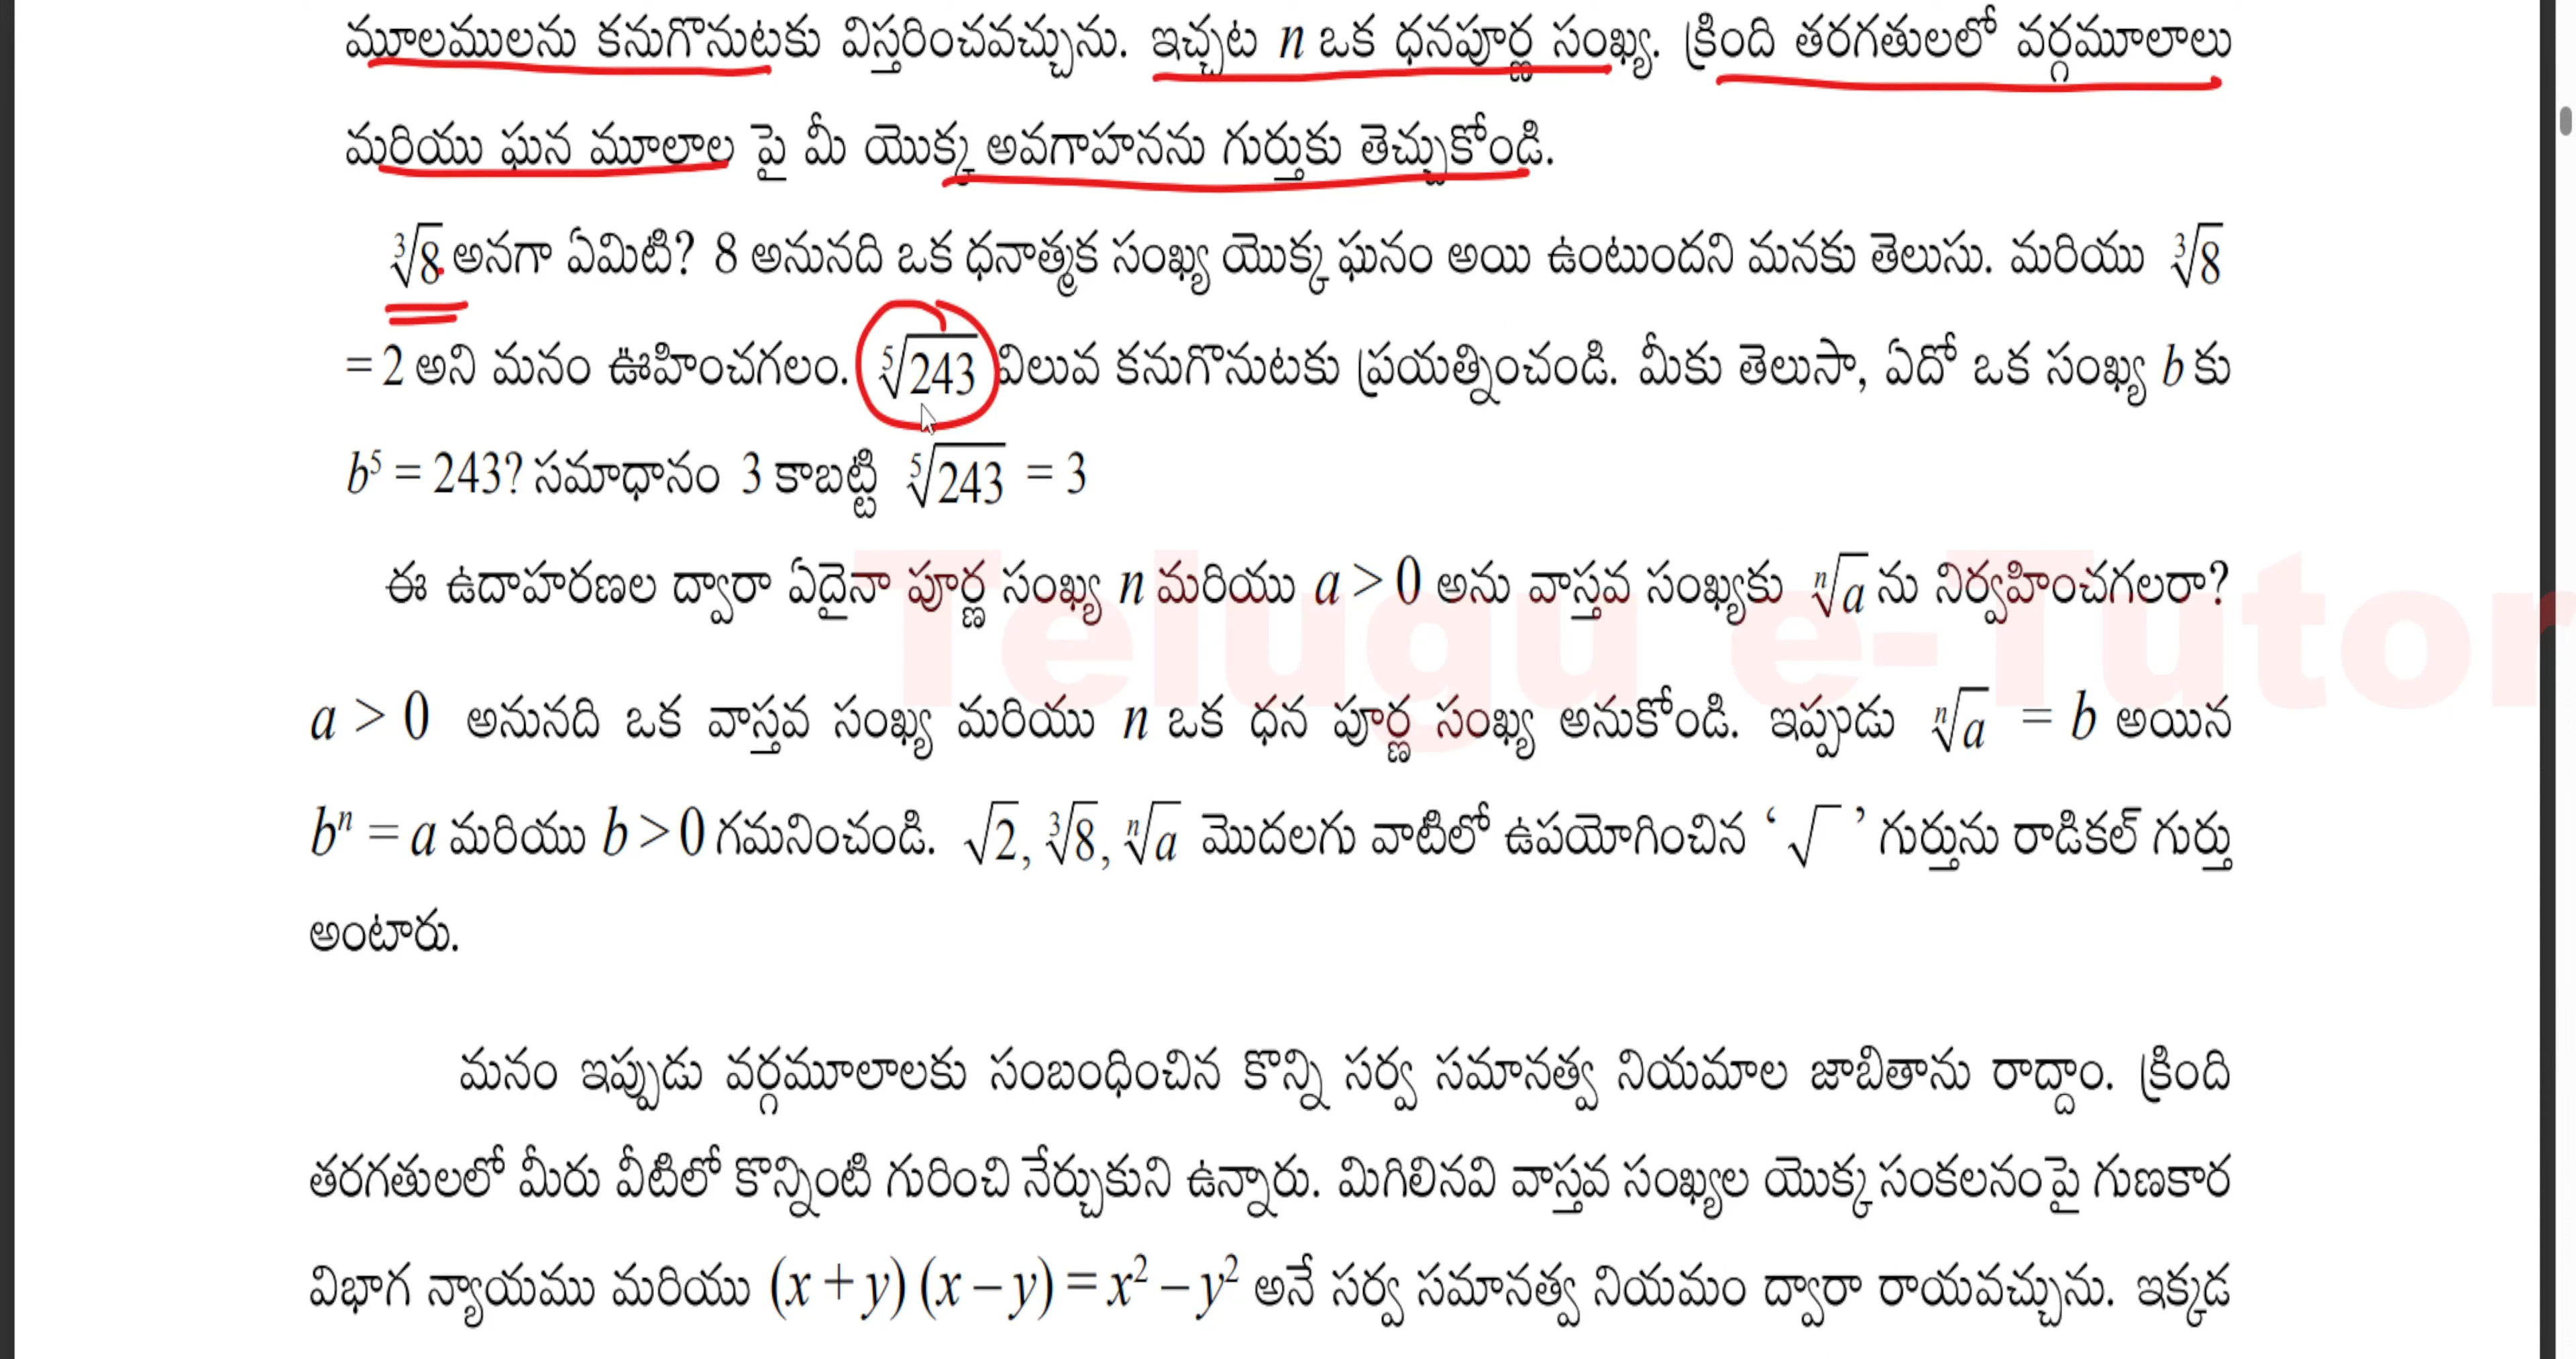 మూలములను కనుగొనుటకు విస్తరించవచ్చును. ఇచ్చట n ఒక ధనపూర్ణ సంఖ్య. క్రింది తరగతులలో వర్గమూలాలు
మరియు ఘన మూలాల పై మీ యొక్క అవగాహనను గుర్తుకు తెచ్చుకోండి.
∛8 అనగా ఏమిటి? 8 అనునది ఒక ధనాత్మక సంఖ్య యొక్క ఘనం అయి ఉంటుందని మనకు తెలుసు. మరియు ∛8
= 2 అని మనం ఊహించగలం. ⁵√243 విలువ కనుగొనుటకు ప్రయత్నించండి. మీకు తెలుసా, ఏదో ఒక సంఖ్య b కు
b⁵ = 243? సమాధానం 3 కాబట్టి ⁵√243 = 3
ఈ ఉదాహరణల ద్వారా ఏదైనా పూర్ణ సంఖ్య n మరియు a > 0 అను వాస్తవ సంఖ్యకు ⁿ√a ను నిర్వహించగలరా?
Telugu e-Tutor
a > 0 అనునది ఒక వాస్తవ సంఖ్య మరియు n ఒక ధన పూర్ణ సంఖ్య అనుకోండి. ఇప్పుడు ⁿ√a = b అయిన
bⁿ = a మరియు b > 0 గమనించండి. √2, ∛8, ⁿ√a మొదలగు వాటిలో ఉపయోగించిన ‘√’ గుర్తును రాడికల్ గుర్తు
అంటారు.
మనం ఇప్పుడు వర్గమూలాలకు సంబంధించిన కొన్ని సర్వ సమానత్వ నియమాల జాబితాను రాద్దాం. క్రింది
తరగతులలో మీరు వీటిలో కొన్నింటి గురించి నేర్చుకుని ఉన్నారు. మిగిలినవి వాస్తవ సంఖ్యల యొక్క సంకలనంపై గుణకార
విభాగ న్యాయము మరియు (x + y) (x – y) = x² – y² అనే సర్వ సమానత్వ నియమం ద్వారా రాయవచ్చును. ఇక్కడ